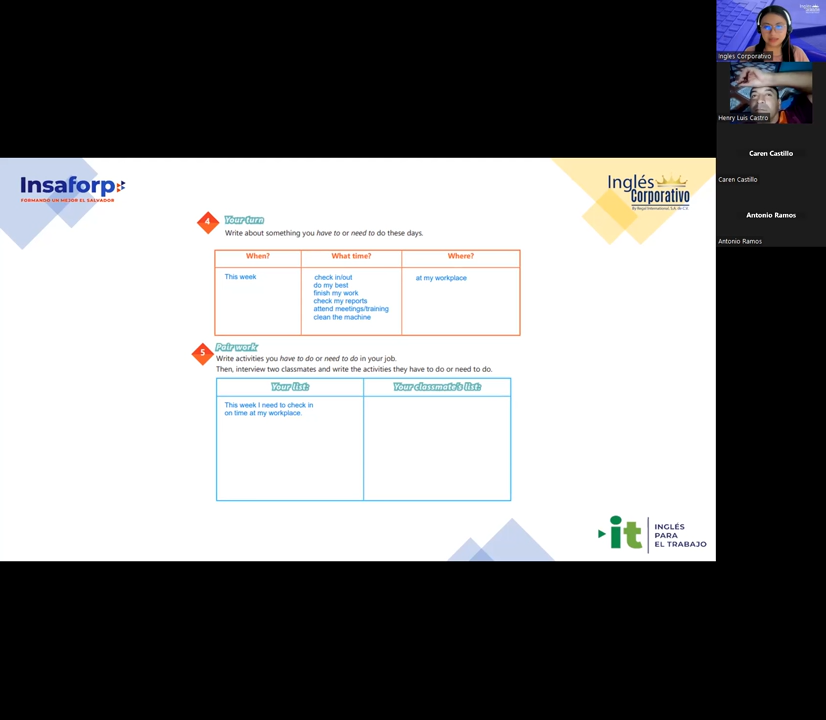 Insaforp
FORMANDO UN MEJOR EL SALVADOR
Inglés
Corporativo
4
Your turn
Write about something you have to or need to do these days.
When?
What time?
Where?
This week
check in/out
do my best
finish my work
check my reports
attend meetings/training
clean the machine
at my workplace
5
Pair work
Write activities you have to do or need to do in your job.
Then, interview two classmates and write the activities they have to do or need to do.
Your list:
Your classmate's list:
This week I need to check in
on time at my workplace.
it
INGLÉS
PARA
EL TRABAJO
Ingles Corporativo
Henry Luis Castro
Caren Castillo
Caren Castillo
Antonio Ramos
Antonio Ramos